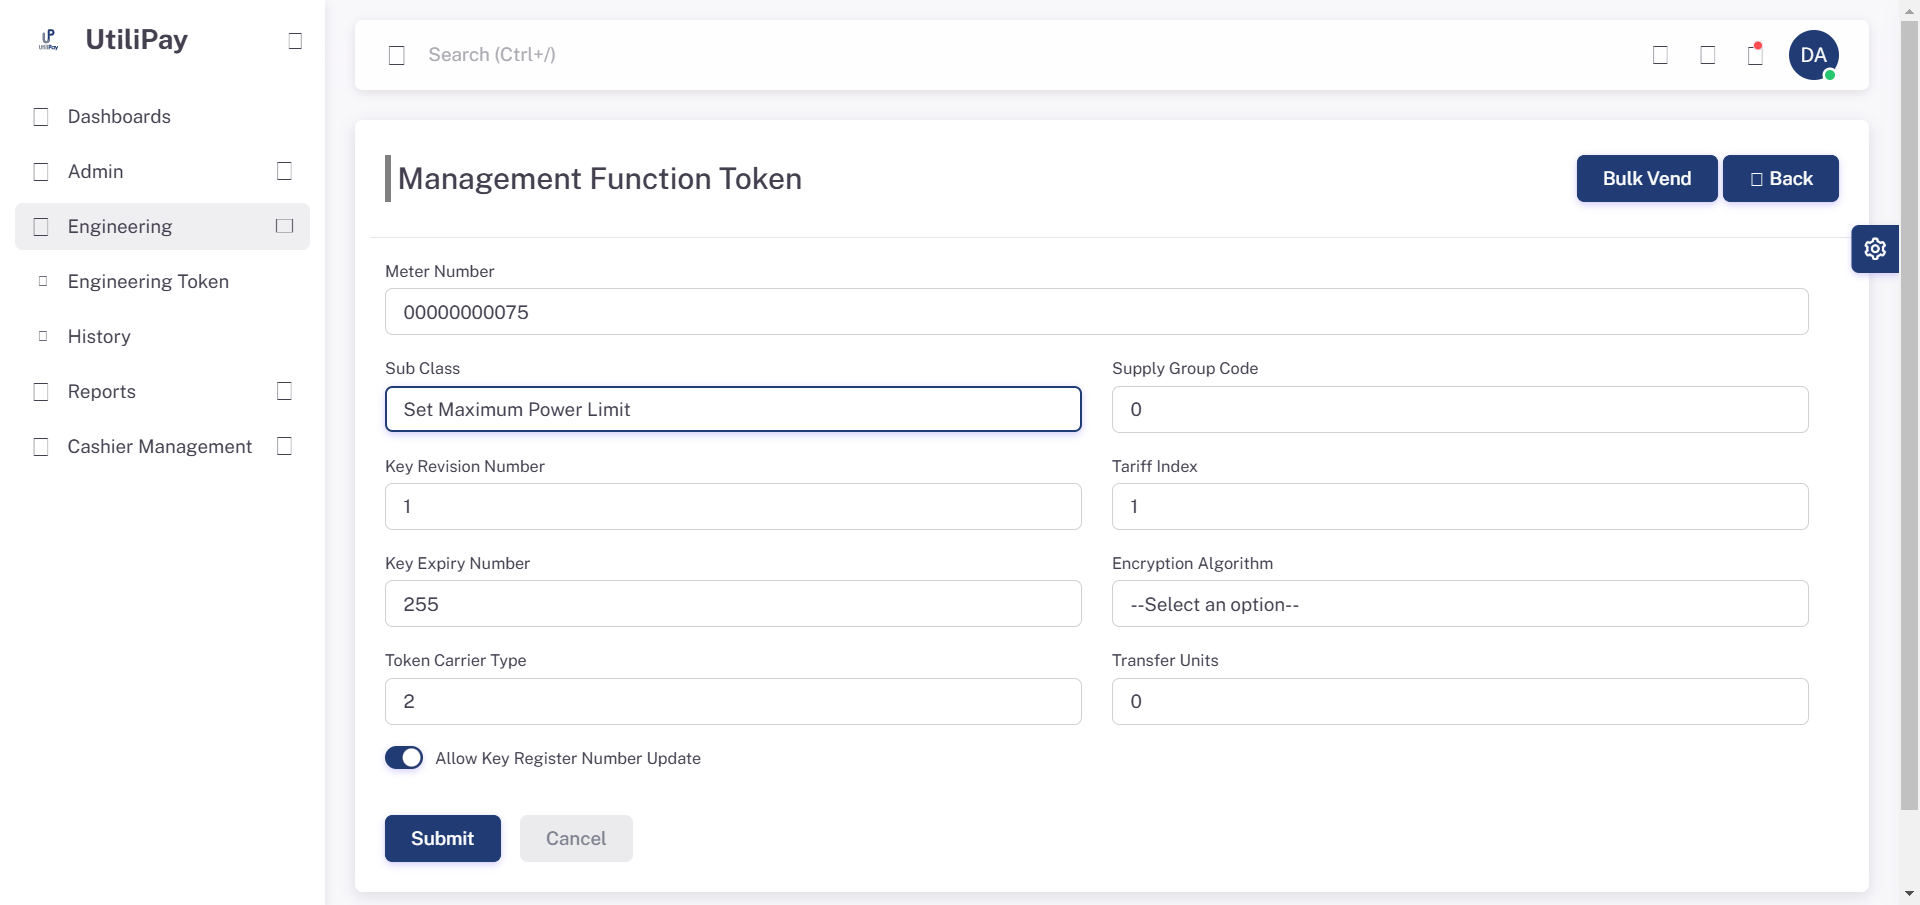 UP
UtiliPay
UtiliPay
Dashboards
Admin
Engineering
Engineering Token
History
Reports
Cashier Management
Search (Ctrl+/)
DA
Management Function Token
Bulk Vend
Back
Meter Number
00000000075
Sub Class
Supply Group Code
Set Maximum Power Limit
0
Key Revision Number
Tariff Index
1
1
Key Expiry Number
Encryption Algorithm
255
--Select an option--
Token Carrier Type
Transfer Units
2
0
Allow Key Register Number Update
Submit
Cancel